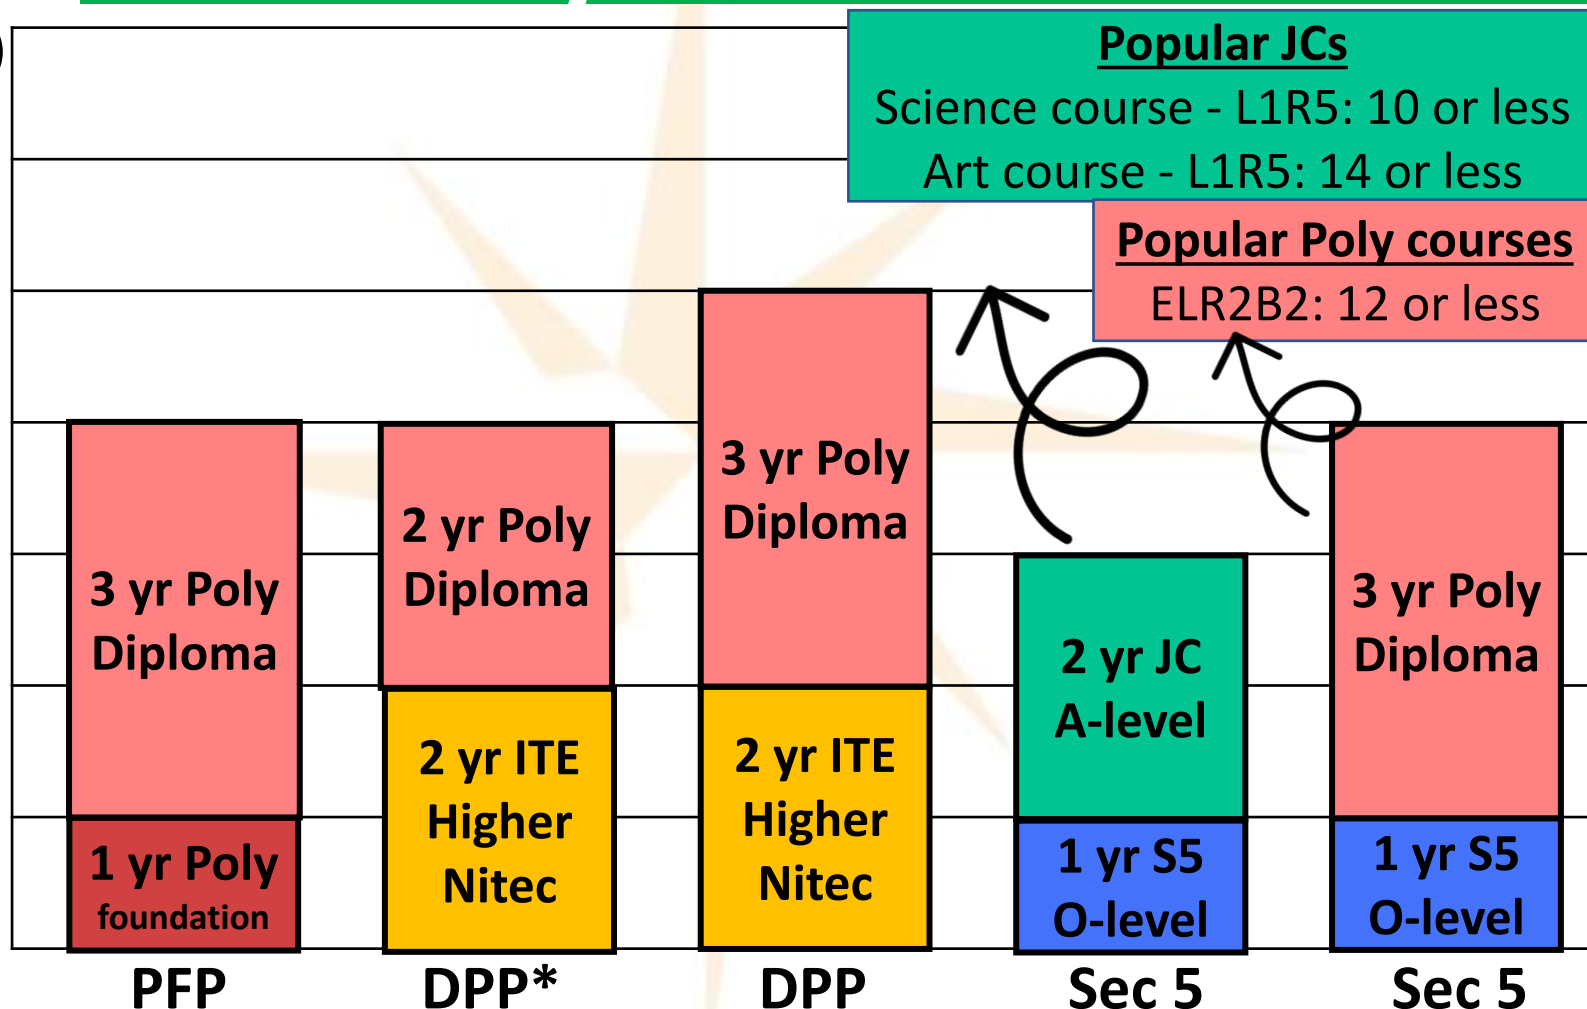 )
Popular JCs
Science course - L1R5: 10 or less
Art course - L1R5: 14 or less
Popular Poly courses
ELR2B2: 12 or less
3 yr Poly
Diploma
1 yr Poly
foundation
PFP
2 yr Poly
Diploma
2 yr ITE
Higher
Nitec
DPP*
3 yr Poly
Diploma
2 yr ITE
Higher
Nitec
DPP
2 yr JC
A-level
1 yr S5
O-level
Sec 5
3 yr Poly
Diploma
1 yr S5
O-level
Sec 5